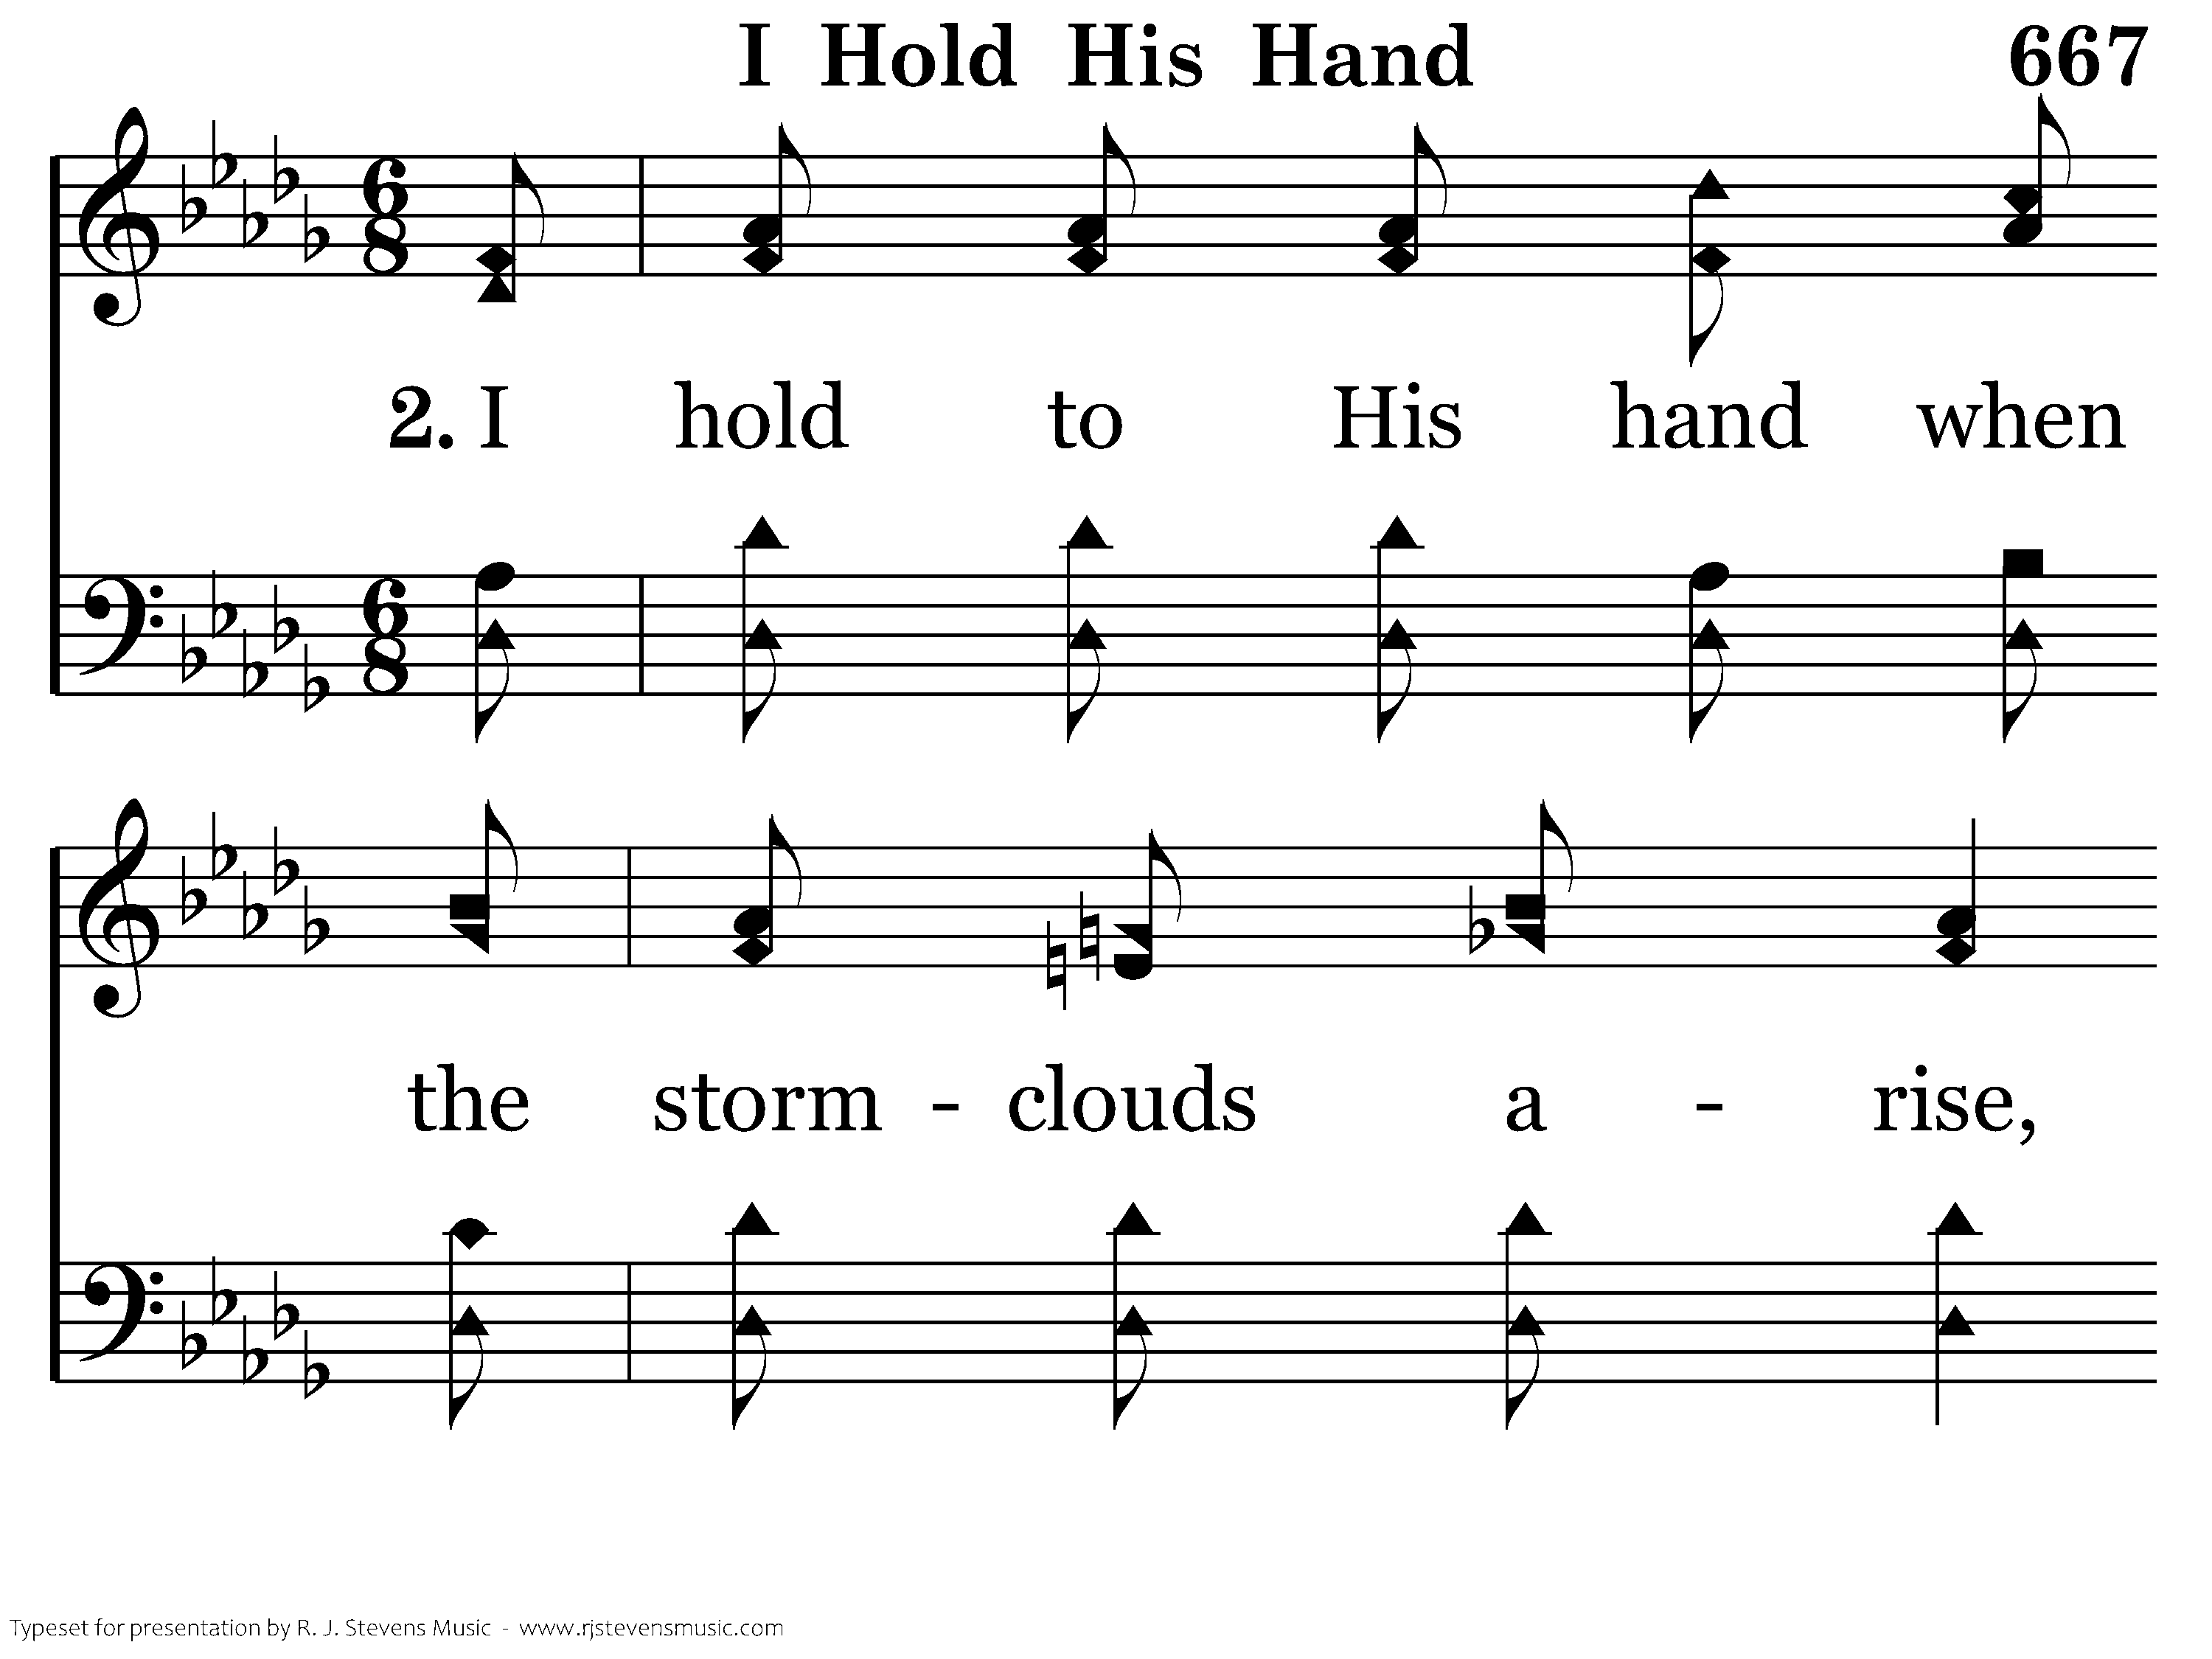 I Hold His Hand 667
2. I hold to His hand when
the storm - clouds a - rise,
Typeset for presentation by R. J. Stevens Music - www.rjstevensmusic.com